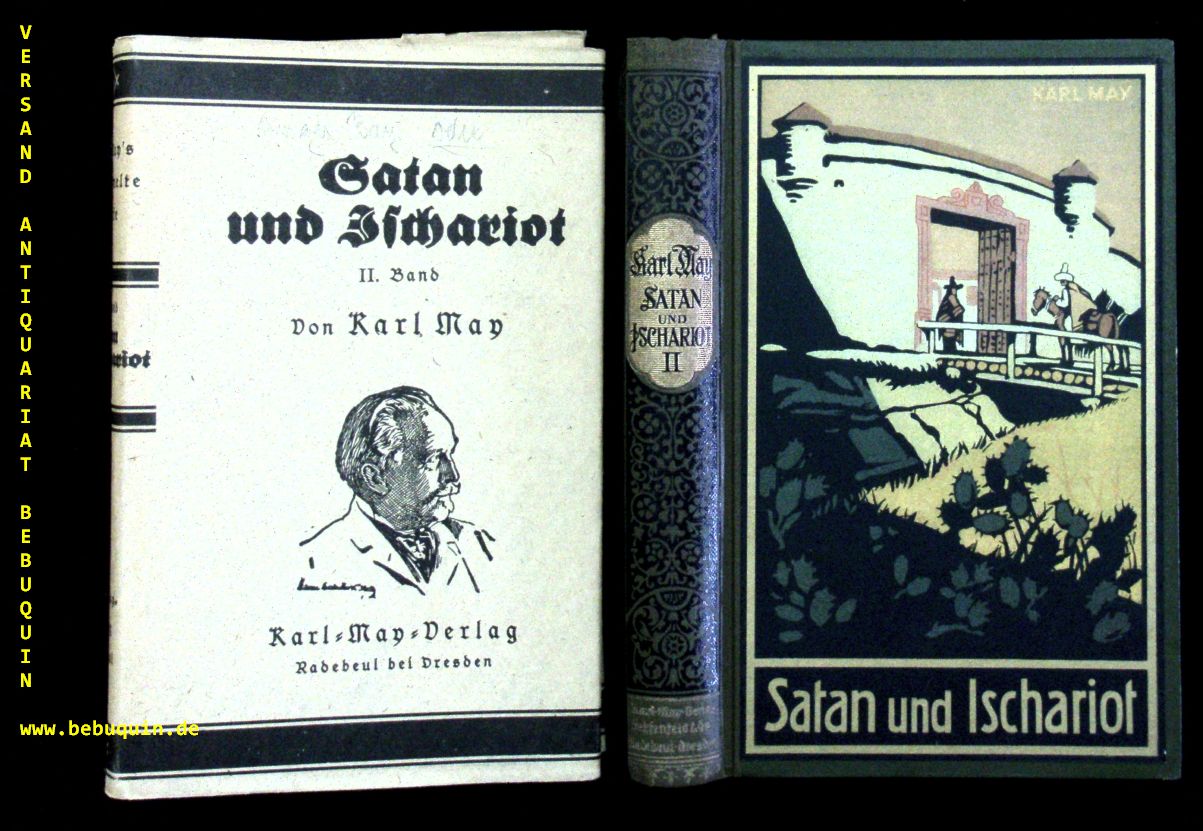 VERSAND ANTIQUARIAT BEBUQUIN
www.bebuquin.de
Satan
und Ischariot
II. Band
Von Karl May
Karl-May-Verlag
Radebeul bei Dresden
Karl May
SATAN
UND
ISCHARIOT
II
KARL MAY
Satan und Ischariot